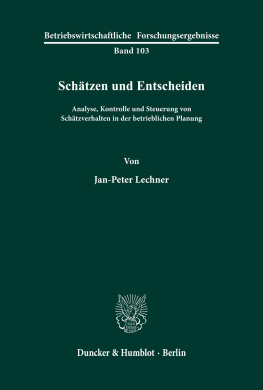 Betriebswirtschaftliche Forschungsergebnisse
Band 103
Schätzen und Entscheiden
Analyse, Kontrolle und Steuerung von
Schätzverhalten in der betrieblichen Planung
Von
Jan-Peter Lechner
Duncker & Humblot · Berlin